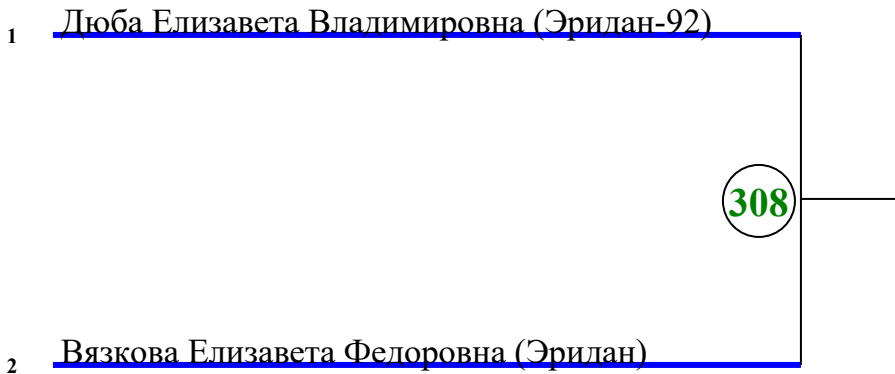 1 Дюба Елизавета Владимировна (Эридан-92)
308
2 Вязкова Елизавета Федоровна (Эридан)